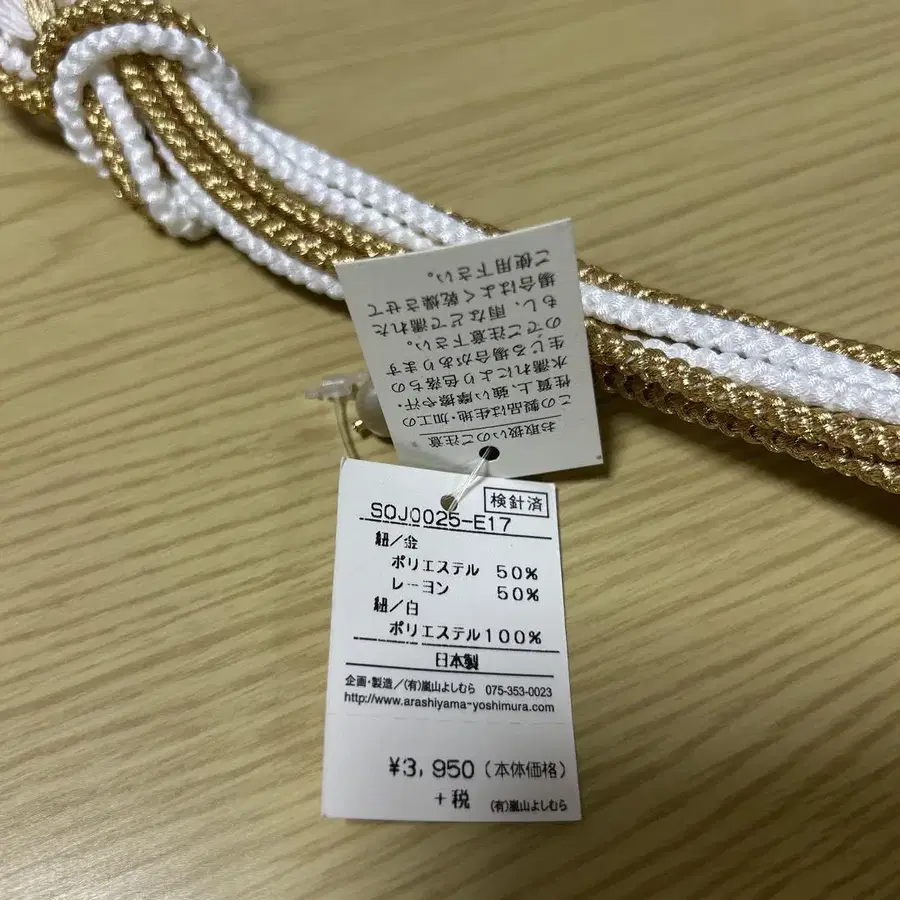 お取扱いのご注意
この製品は生地・加工の
性質上、強い摩擦や汗・
水濡れにより色落ちの
生じる場合があります
のでご注意下さい。
もし、雨などで濡れた
場合はよく乾燥させて
ご使用下さい。
検針済
SOJ0025-E17
紐/金
ポリエステル 50%
レーヨン 50%
紐/白
ポリエステル100%
日本製
企画・製造/(有)嵐山よしむら 075-353-0023
http://www.arashiyama-yoshimura.com
¥3,950(本体価格)
+税 (有)嵐山よしむら